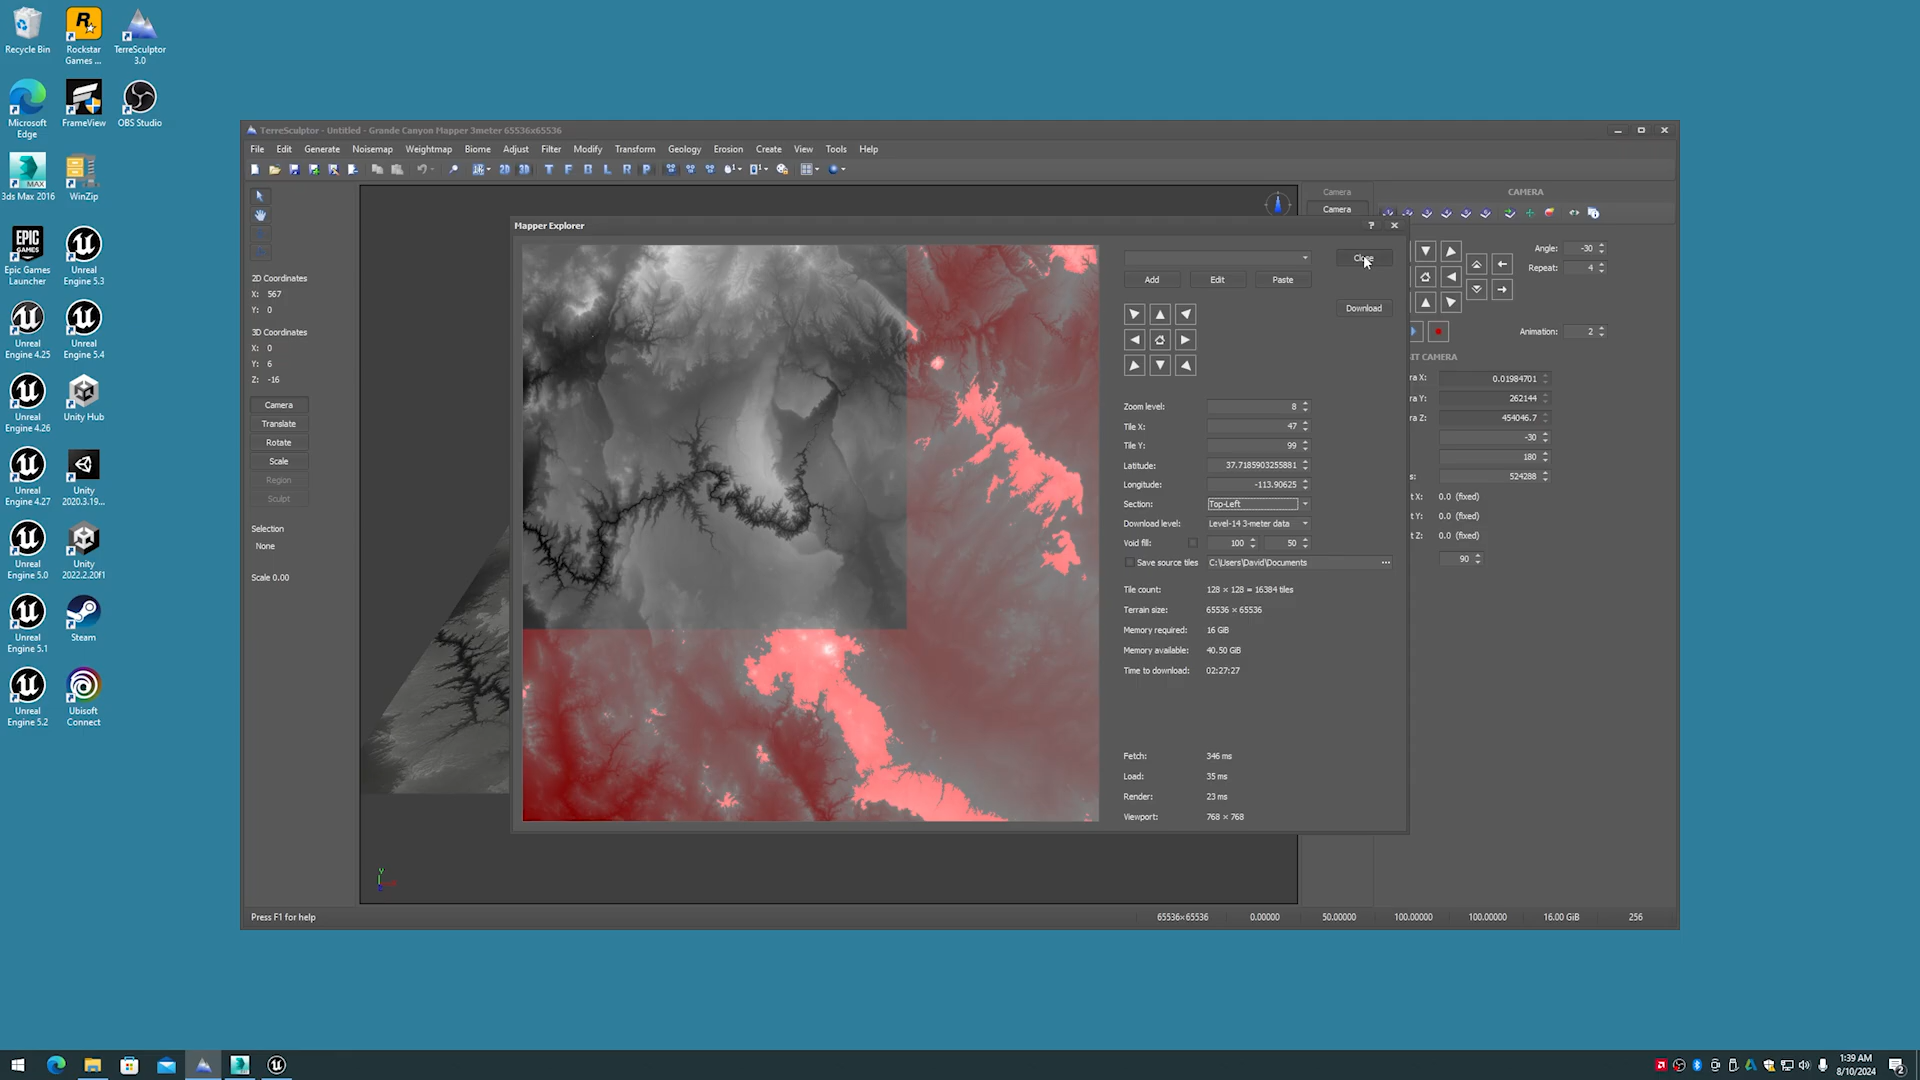 Recycle Bin
Rockstar
Games ...
TerreSculptor
3.0
Microsoft
Edge
FrameView
OBS Studio
3ds Max 2016
WinZip
Epic Games
Launcher
Unreal
Engine 5.3
Unreal
Engine 4.25
Unreal
Engine 5.4
Unreal
Engine 4.26
Unity Hub
Unreal
Engine 4.27
Unity
2020.3.19...
Unreal
Engine 5.0
Unity
2022.2.20f1
Unreal
Engine 5.1
Steam
Unreal
Engine 5.2
Ubisoft
Connect
TerreSculptor - Untitled - Grande Canyon Mapper 3meter 65536x65536
File Edit Generate Noisemap Weightmap Biome Adjust Filter Modify Transform Geology Erosion Create View Tools Help
2D 3D T F B L R P
2D Coordinates
X: 567
Y: 0
3D Coordinates
X: 0
Y: 6
Z: -16
Camera
Translate
Rotate
Scale
Region
Sculpt
Selection
None
Scale 0.00
Camera
Camera
CAMERA
Angle: -30
Repeat: 4
Animation: 2
IT CAMERA
ra X: 0.01984701
ra Y: 262144
ra Z: 454046.7
-30
180
s: 524288
t X: 0.0 (fixed)
t Y: 0.0 (fixed)
t Z: 0.0 (fixed)
90
Mapper Explorer
Close
Add Edit Paste
Download
Zoom level: 8
Tile X: 47
Tile Y: 99
Latitude: 37.7185903255881
Longitude: -113.90625
Section: Top-Left
Download level: Level-14 3-meter data
Void fill: 100 50
Save source tiles C:\Users\David\Documents ...
Tile count: 128 × 128 = 16384 tiles
Terrain size: 65536 × 65536
Memory required: 16 GiB
Memory available: 40.50 GiB
Time to download: 02:27:27
Fetch: 346 ms
Load: 35 ms
Render: 23 ms
Viewport: 768 × 768
Press F1 for help
65536×65536 0.00000 50.00000 100.00000 100.00000 16.00 GiB 256
1:39 AM
8/10/2024
2